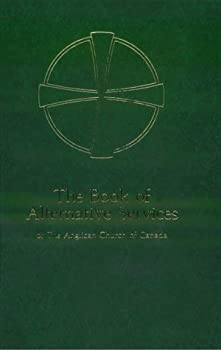 The Book of
Alternative Services
of The Anglican Church of Canada